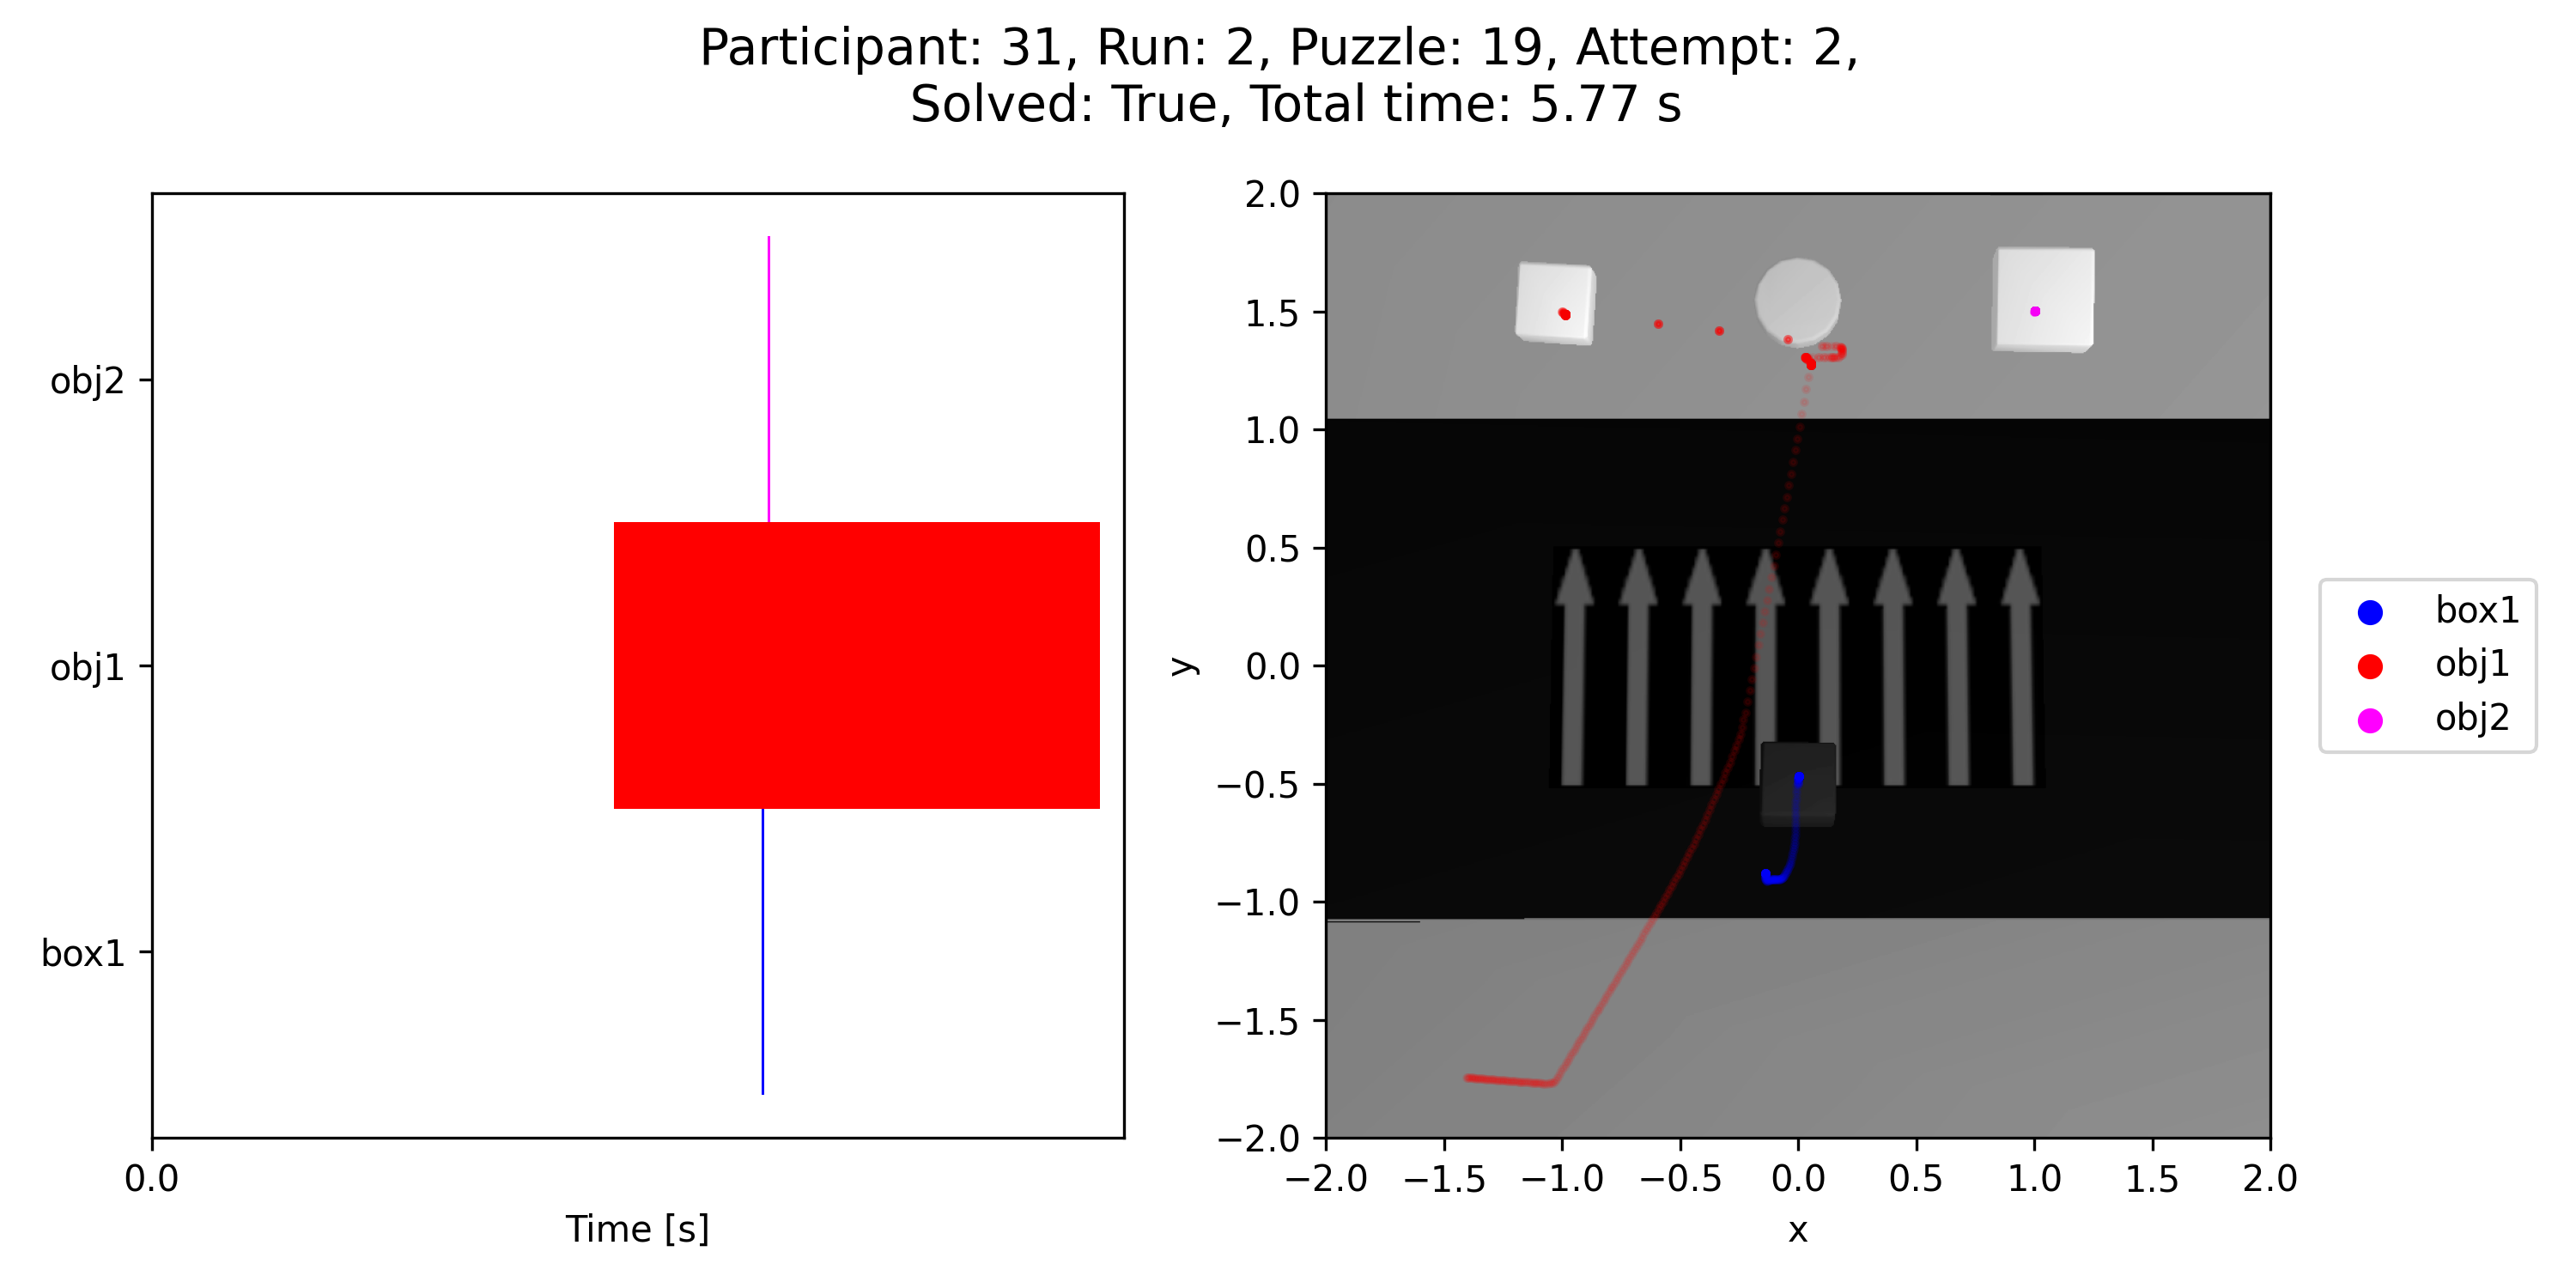 Participant: 31, Run: 2, Puzzle: 19, Attempt: 2,
Solved: True, Total time: 5.77 s
obj2
obj1
box1
0.0
Time [s]
2.0
1.5
1.0
0.5
0.0
−0.5
−1.0
−1.5
−2.0
y
−2.0 −1.5 −1.0 −0.5 0.0 0.5 1.0 1.5 2.0
x
box1
obj1
obj2